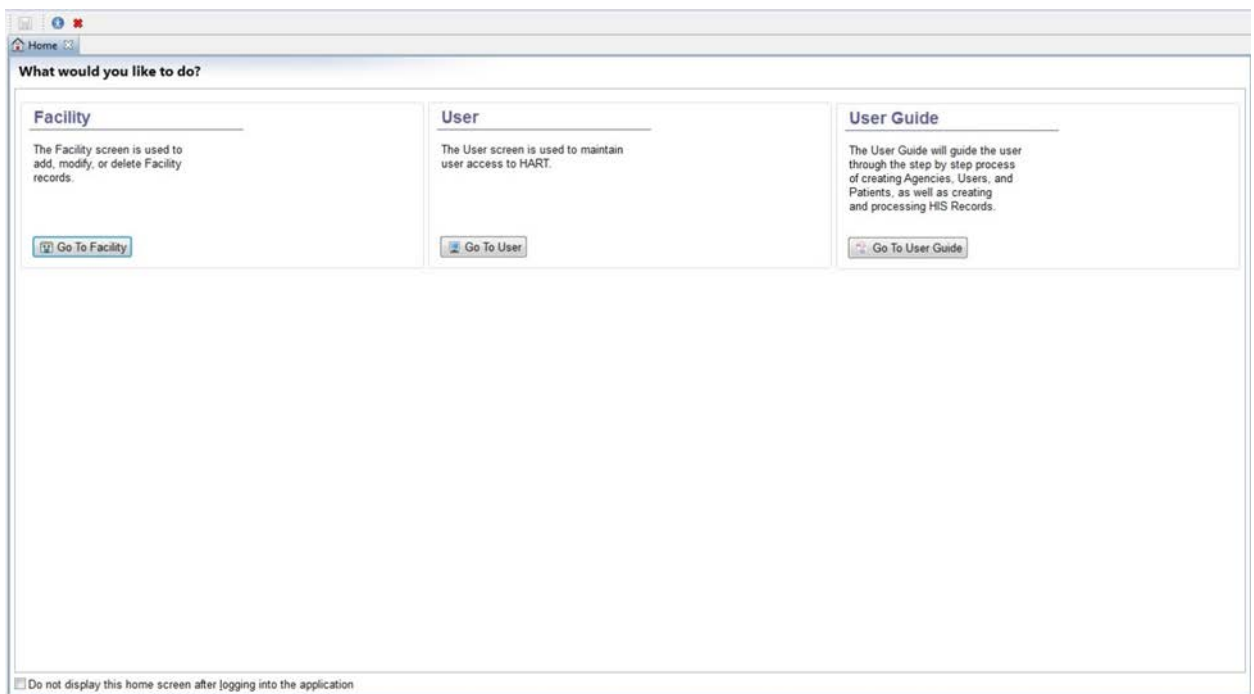 Home
What would you like to do?
Facility
The Facility screen is used to
add, modify, or delete Facility
records.
Go To Facility
User
The User screen is used to maintain
user access to HART.
Go To User
User Guide
The User Guide will guide the user
through the step by step process
of creating Agencies, Users, and
Patients, as well as creating
and processing HIS Records.
Go To User Guide
Do not display this home screen after logging into the application